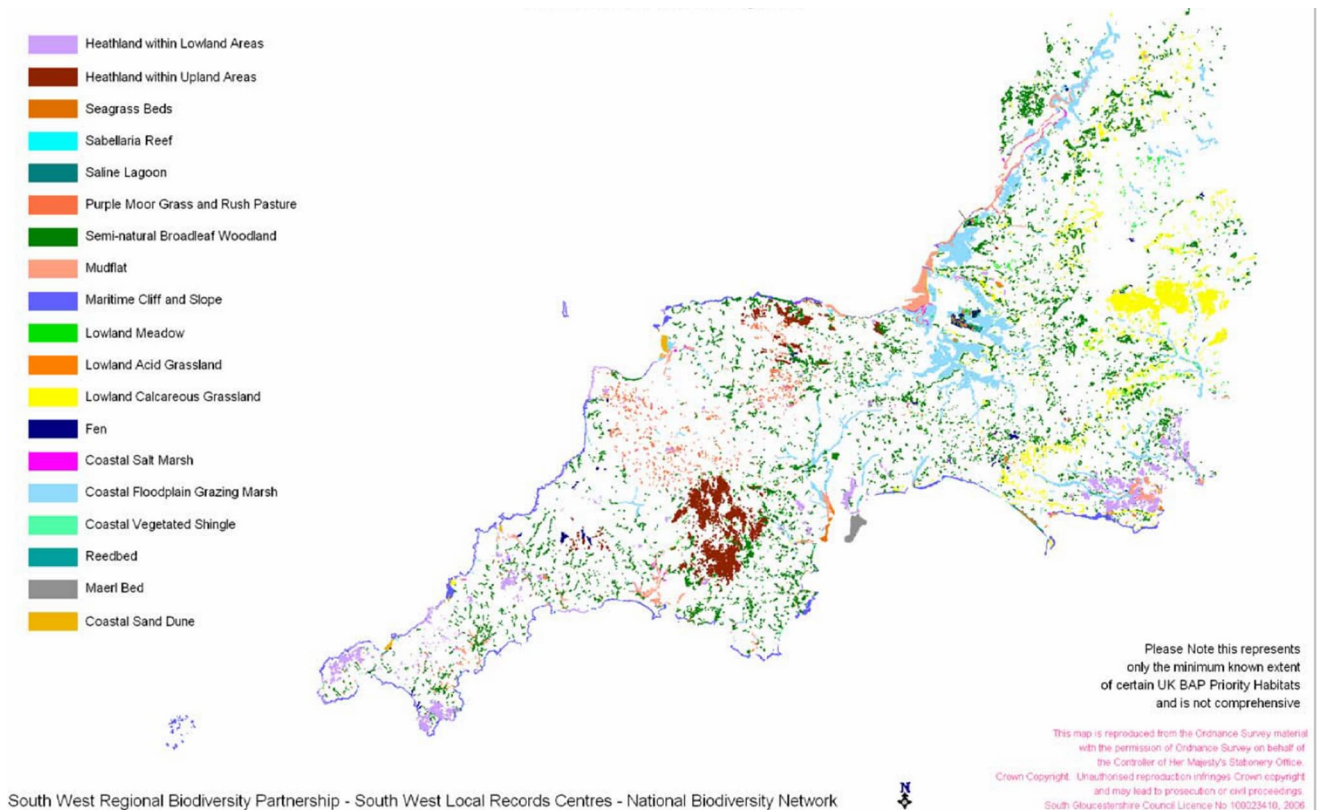 Heathland within Lowland Areas
Heathland within Upland Areas
Seagrass Beds
Sabellaria Reef
Saline Lagoon
Purple Moor Grass and Rush Pasture
Semi-natural Broadleaf Woodland
Mudflat
Maritime Cliff and Slope
Lowland Meadow
Lowland Acid Grassland
Lowland Calcareous Grassland
Fen
Coastal Salt Marsh
Coastal Floodplain Grazing Marsh
Coastal Vegetated Shingle
Reedbed
Maerl Bed
Coastal Sand Dune
Please Note this represents
only the minimum known extent
of certain UK BAP Priority Habitats
and is not comprehensive
This map is reproduced from the Ordnance Survey material
with the permission of Ordnance Survey on behalf of
the Controller of Her Majesty's Stationery Office.
Crown Copyright. Unauthorised reproduction infringes Crown copyright
and may lead to prosecution or civil proceedings.
South Gloucestershire Council Licence No 100023410, 2006
South West Regional Biodiversity Partnership - South West Local Records Centres - National Biodiversity Network
N